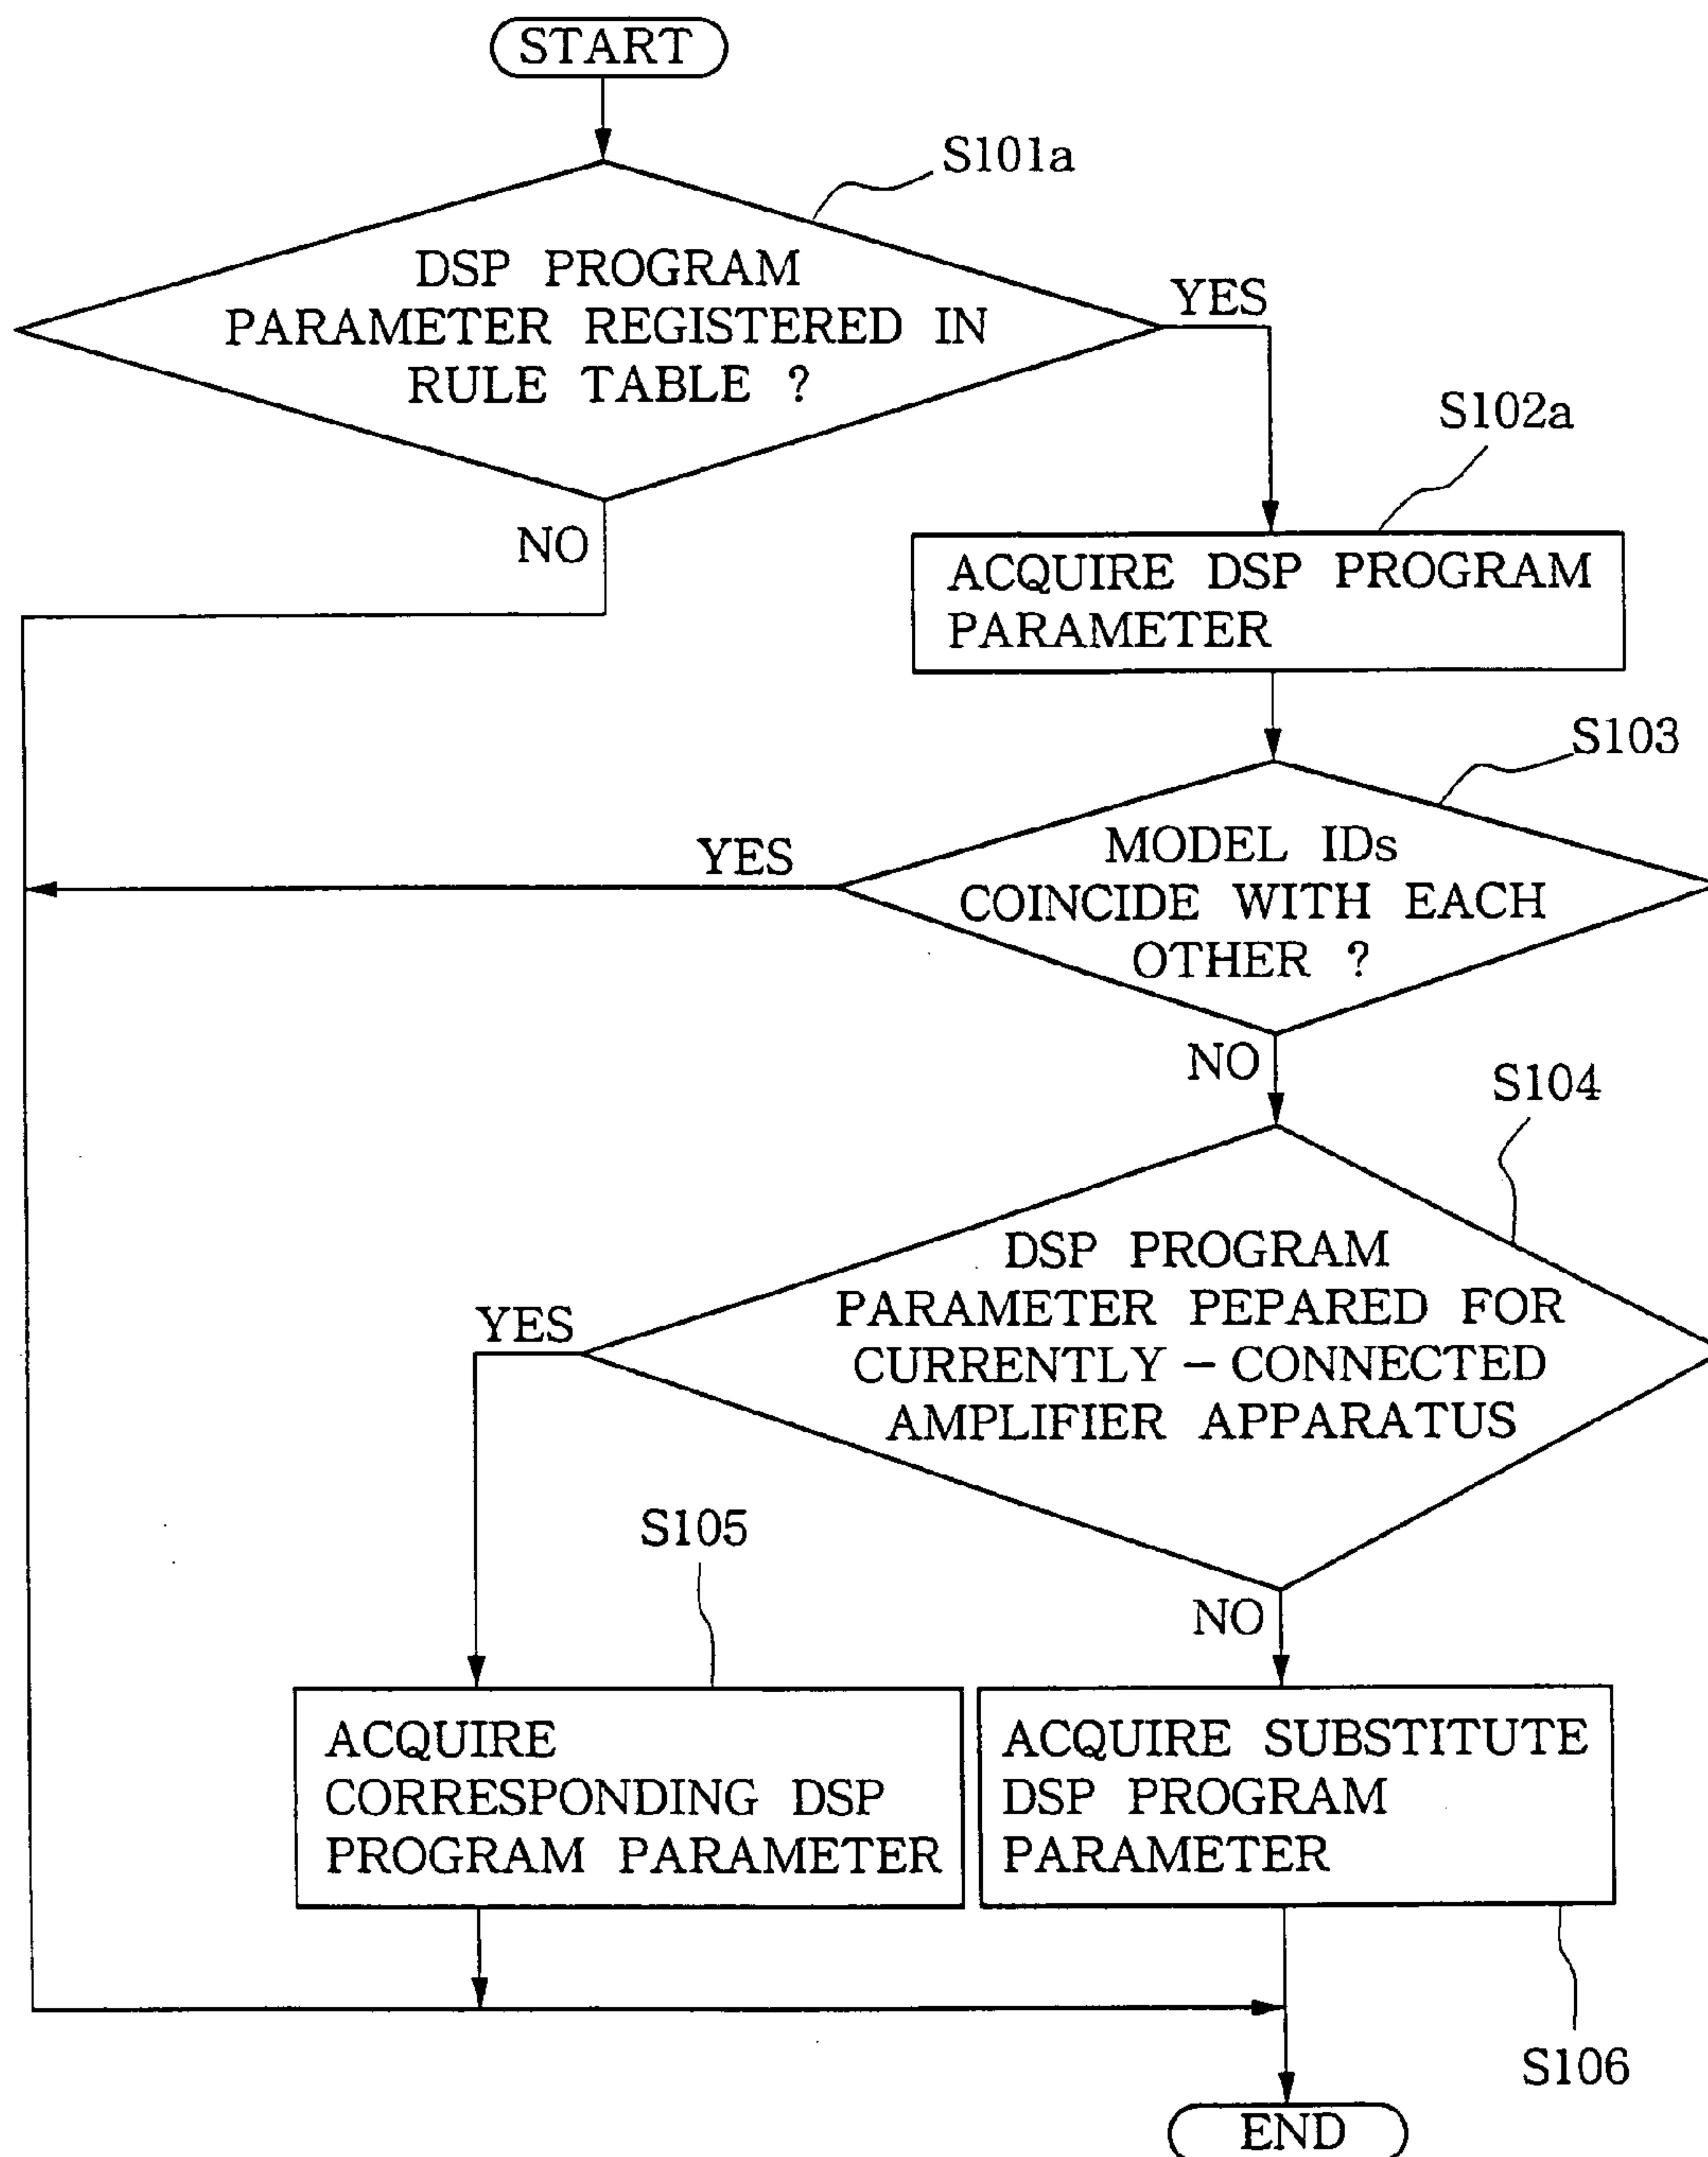 START
S101a
DSP PROGRAM
PARAMETER REGISTERED IN
RULE TABLE ?
YES
NO
S102a
ACQUIRE DSP PROGRAM
PARAMETER
S103
MODEL IDs
COINCIDE WITH EACH
OTHER ?
YES
NO
S104
DSP PROGRAM
PARAMETER PEPARED FOR
CURRENTLY – CONNECTED
AMPLIFIER APPARATUS
YES
NO
S105
ACQUIRE
CORRESPONDING DSP
PROGRAM PARAMETER
ACQUIRE SUBSTITUTE
DSP PROGRAM
PARAMETER
S106
END